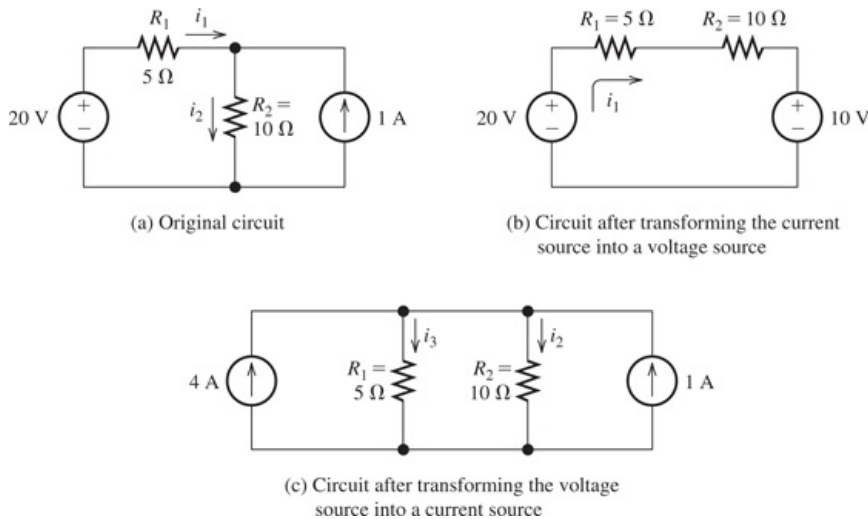 R₁ i₁
5 Ω
20 V + −
i₂ R₂ =
10 Ω
1 A
(a) Original circuit
R₁ = 5 Ω R₂ = 10 Ω
20 V + −
i₁
+ − 10 V
(b) Circuit after transforming the current
source into a voltage source
4 A
i₃
R₁ =
5 Ω
i₂
R₂ =
10 Ω
1 A
(c) Circuit after transforming the voltage
source into a current source